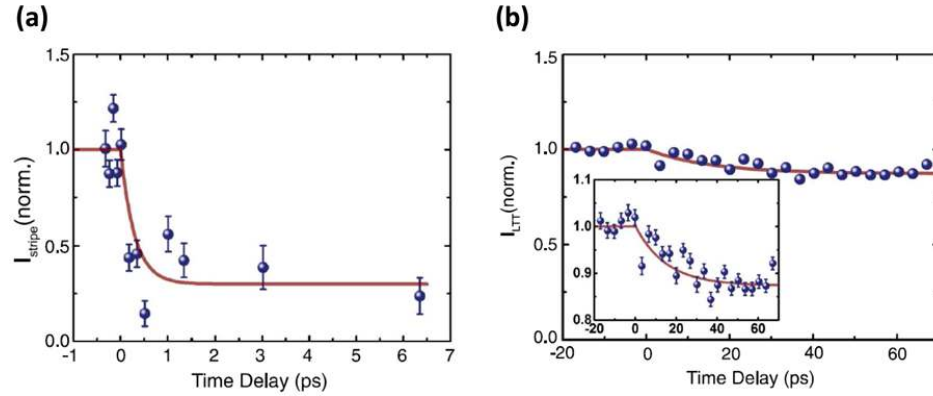 (a)
(b)
1.5
1.0
0.5
0.0
I_stripe (norm.)
-1 0 1 2 3 4 5 6 7
Time Delay (ps)
1.5
1.0
0.5
0.0
I_LTT (norm.)
-20 0 20 40 60
Time Delay (ps)
1.1
1.0
0.9
0.8
-20 0 20 40 60